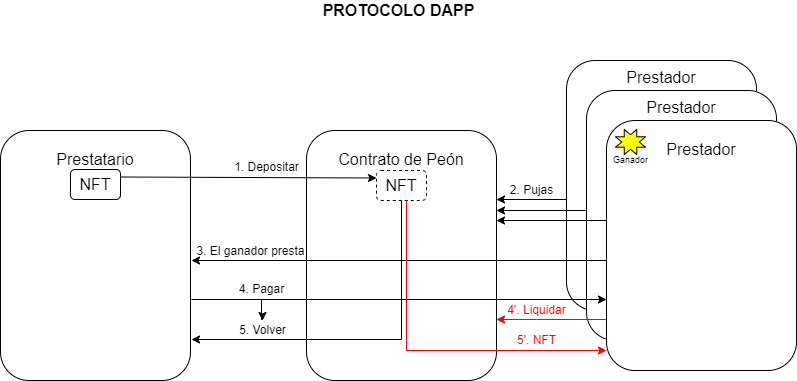 PROTOCOLO DAPP
Prestador
Prestador
Prestador
Ganador
Prestatario
NFT
Contrato de Peón
NFT
1. Depositar
2. Pujas
3. El ganador presta
4. Pagar
4'. Liquidar
5. Volver
5'. NFT